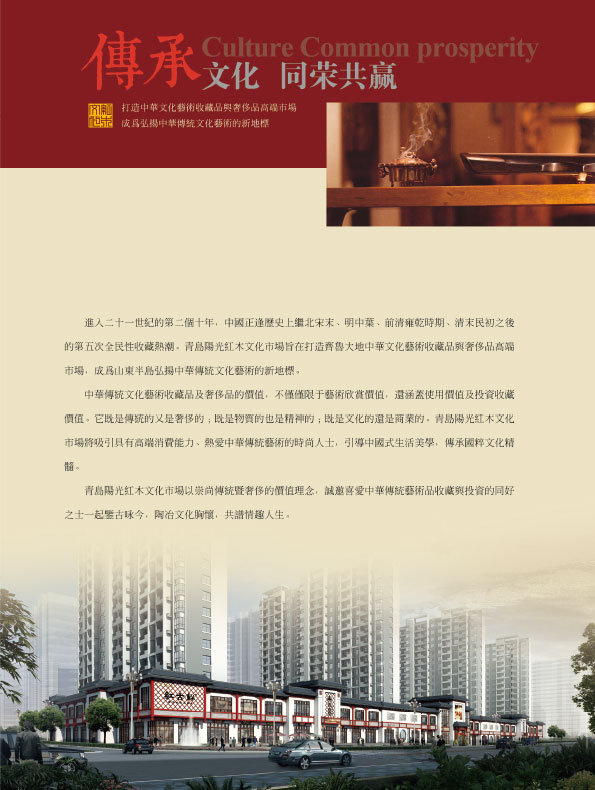 傳承 Culture Common prosperity
文化 同荣共赢
打造中華文化藝術收藏品與奢侈品高端市場
成爲弘揚中華傳統文化藝術的新地標
進入二十一世紀的第二個十年，中國正逢歷史上繼北宋末、明中葉、前清雍乾時期、清末民初之後
的第五次全民性收藏熱潮。青島陽光紅木文化市場旨在打造齊魯大地中華文化藝術收藏品與奢侈品高端
市場，成爲山東半島弘揚中華傳統文化藝術的新地標。
中華傳統文化藝術收藏品及奢侈品的價值，不僅僅限于藝術欣賞價值，還涵蓋使用價值及投資收藏
價值。它既是傳統的又是奢侈的；既是物質的也是精神的；既是文化的還是商業的。青島陽光紅木文化
市場將吸引具有高端消費能力、熱愛中華傳統藝術的時尚人士，引導中國式生活美學，傳承國粹文化精
髓。
青島陽光紅木文化市場以崇尚傳統暨奢侈的價值理念，誠邀喜愛中華傳統藝術品收藏與投資的同好
之士一起鑒古咏今，陶冶文化胸懷，共譜情趣人生。